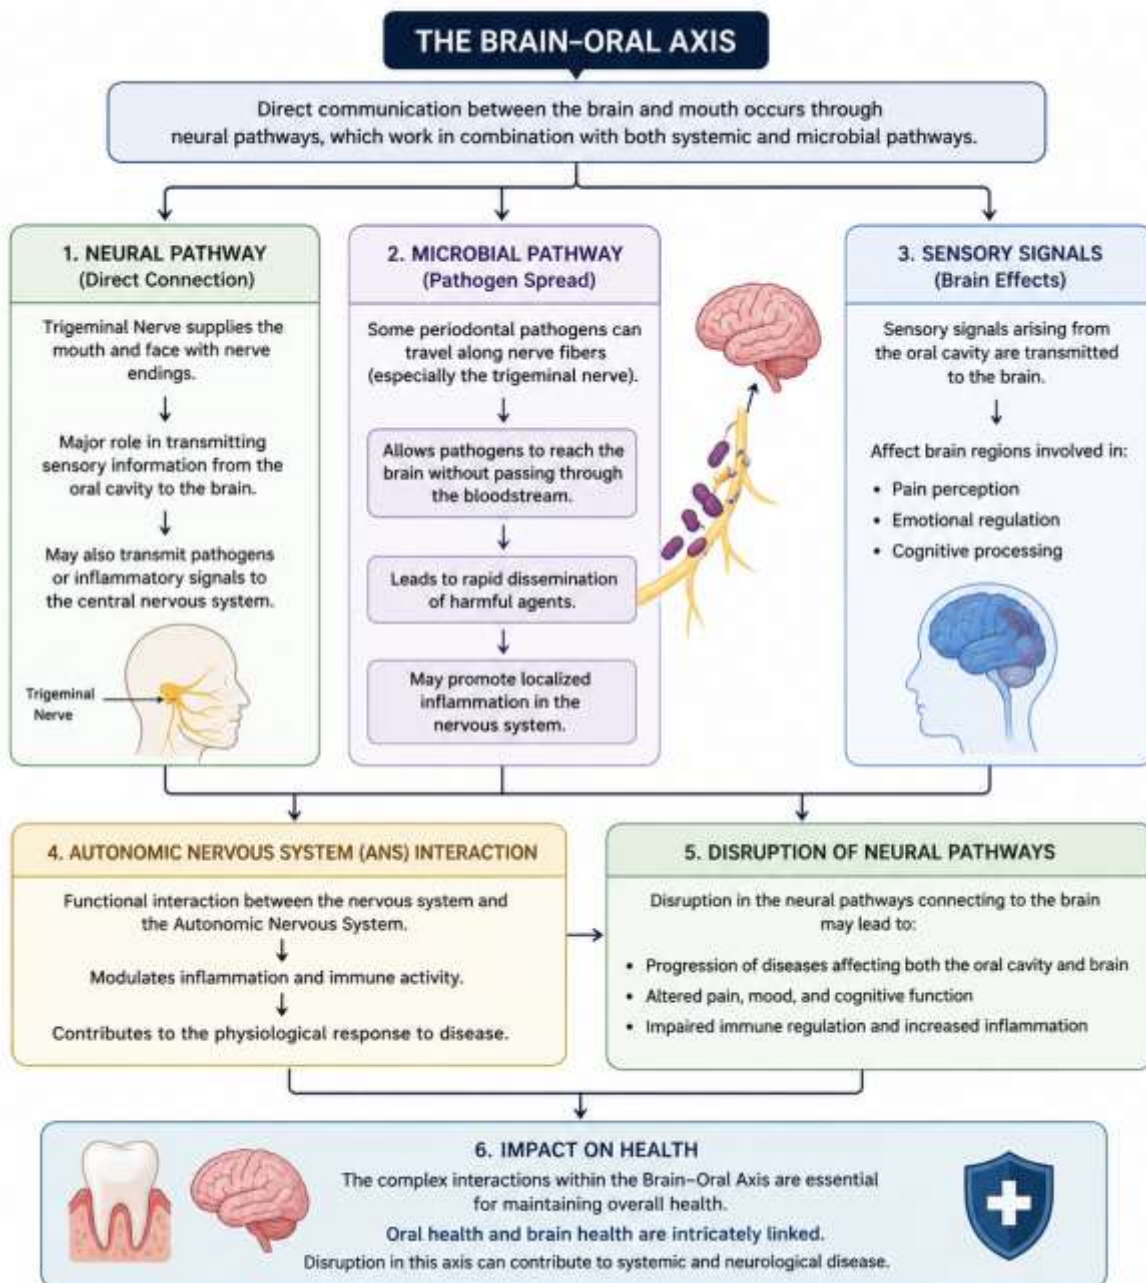 THE BRAIN–ORAL AXIS
Direct communication between the brain and mouth occurs through
neural pathways, which work in combination with both systemic and microbial pathways.
1. NEURAL PATHWAY
(Direct Connection)
Trigeminal Nerve supplies the
mouth and face with nerve
endings.
Major role in transmitting
sensory information from the
oral cavity to the brain.
May also transmit pathogens
or inflammatory signals to
the central nervous system.
Trigeminal
Nerve
2. MICROBIAL PATHWAY
(Pathogen Spread)
Some periodontal pathogens can
travel along nerve fibers
(especially the trigeminal nerve).
Allows pathogens to reach the
brain without passing through
the bloodstream.
Leads to rapid dissemination
of harmful agents.
May promote localized
inflammation in the
nervous system.
3. SENSORY SIGNALS
(Brain Effects)
Sensory signals arising from
the oral cavity are transmitted
to the brain.
Affect brain regions involved in:
• Pain perception
• Emotional regulation
• Cognitive processing
4. AUTONOMIC NERVOUS SYSTEM (ANS) INTERACTION
Functional interaction between the nervous system and
the Autonomic Nervous System.
Modulates inflammation and immune activity.
Contributes to the physiological response to disease.
5. DISRUPTION OF NEURAL PATHWAYS
Disruption in the neural pathways connecting to the brain
may lead to:
• Progression of diseases affecting both the oral cavity and brain
• Altered pain, mood, and cognitive function
• Impaired immune regulation and increased inflammation
6. IMPACT ON HEALTH
The complex interactions within the Brain–Oral Axis are essential
for maintaining overall health.
Oral health and brain health are intricately linked.
Disruption in this axis can contribute to systemic and neurological disease.